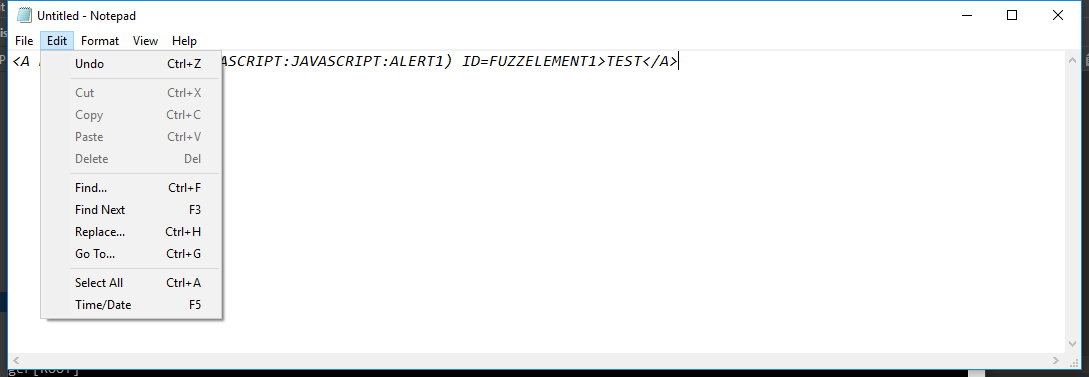 Untitled - Notepad
File Edit Format View Help
<A ASCRIPT:JAVASCRIPT:ALERT1) ID=FUZZELEMENT1>TEST</A>
Undo Ctrl+Z
Cut Ctrl+X
Copy Ctrl+C
Paste Ctrl+V
Delete Del
Find... Ctrl+F
Find Next F3
Replace... Ctrl+H
Go To... Ctrl+G
Select All Ctrl+A
Time/Date F5